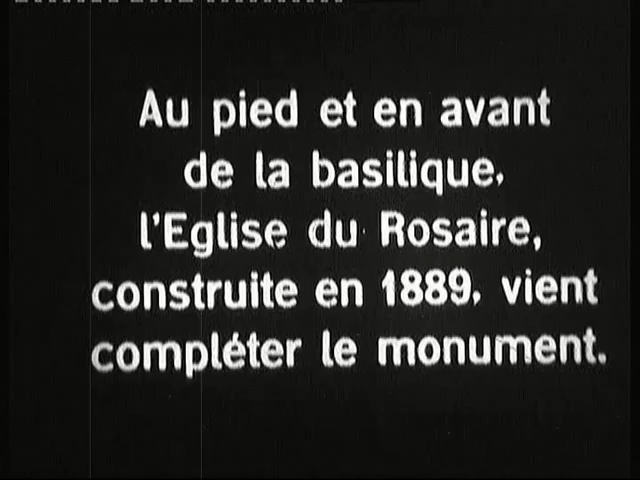 Au pied et en avant
de la basilique,
l'Eglise du Rosaire,
construite en 1889, vient
compléter le monument.